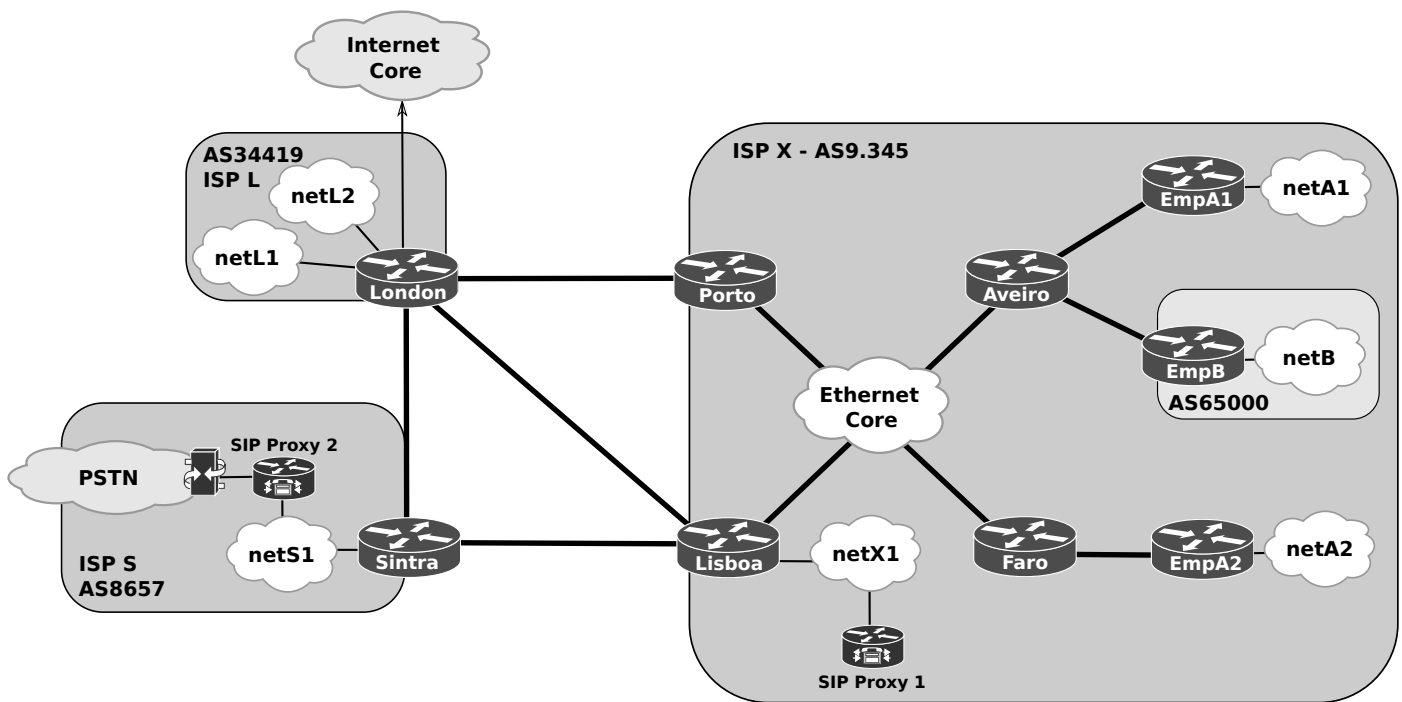 Internet
Core
AS34419
ISP L
netL2
netL1
London
ISP X - AS9.345
Porto
Aveiro
EmpA1
netA1
EmpB
netB
AS65000
Ethernet
Core
PSTN
SIP Proxy 2
netS1
Sintra
ISP S
AS8657
Lisboa
netX1
SIP Proxy 1
Faro
EmpA2
netA2